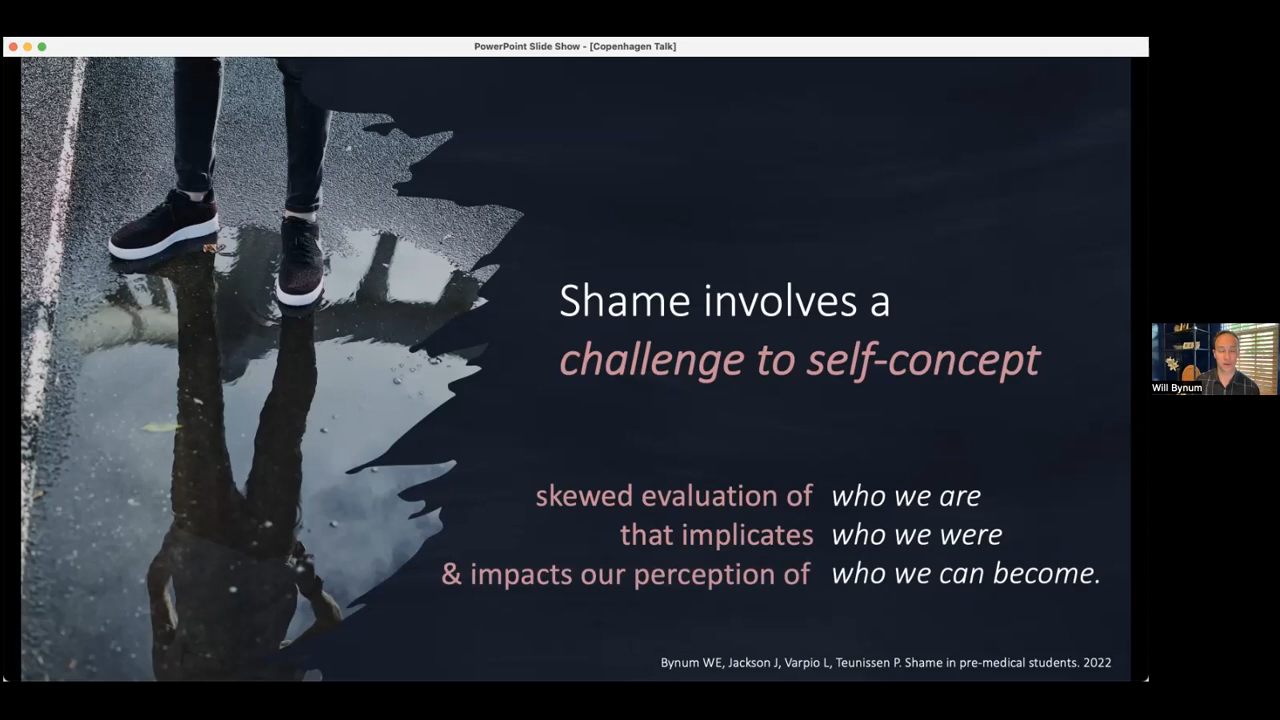 PowerPoint Slide Show - [Copenhagen Talk]
Shame involves a
challenge to self-concept
skewed evaluation of who we are
that implicates who we were
& impacts our perception of who we can become.
Bynum WE, Jackson J, Varpio L, Teunissen P. Shame in pre-medical students. 2022
Will Bynum